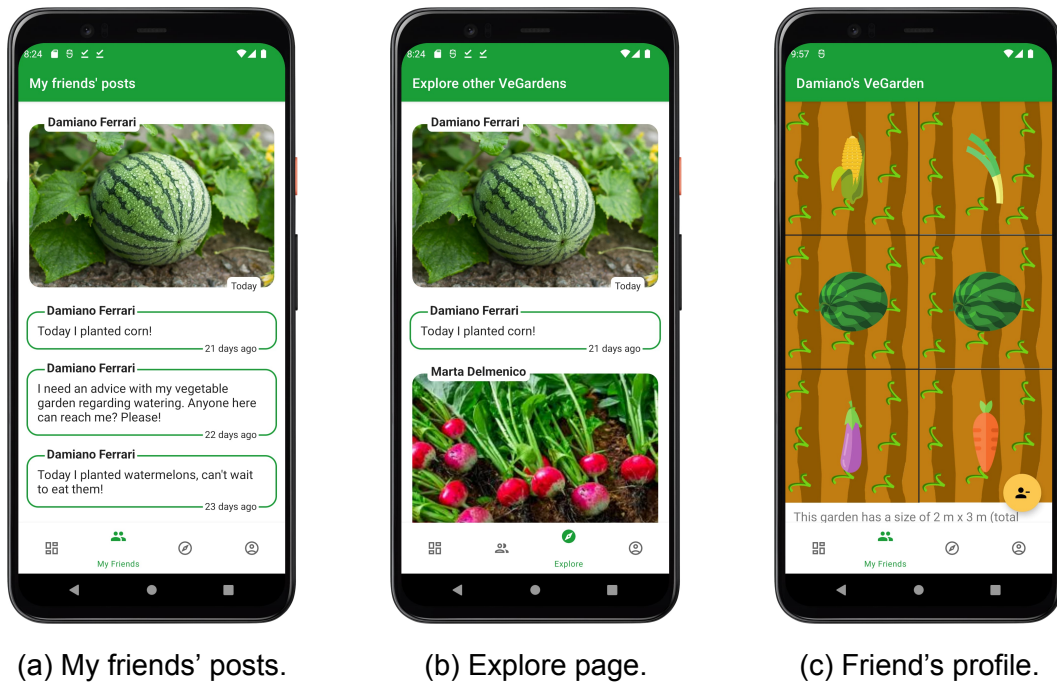 8:24
My friends' posts
Damiano Ferrari
Today
Damiano Ferrari
Today I planted corn!
21 days ago
Damiano Ferrari
I need an advice with my vegetable
garden regarding watering. Anyone here
can reach me? Please!
22 days ago
Damiano Ferrari
Today I planted watermelons, can't wait
to eat them!
23 days ago
My Friends
(a) My friends’ posts.
8:24
Explore other VeGardens
Damiano Ferrari
Today
Damiano Ferrari
Today I planted corn!
21 days ago
Marta Delmenico
Explore
(b) Explore page.
9:57
Damiano's VeGarden
This garden has a size of 2 m x 3 m (total
My Friends
(c) Friend’s profile.